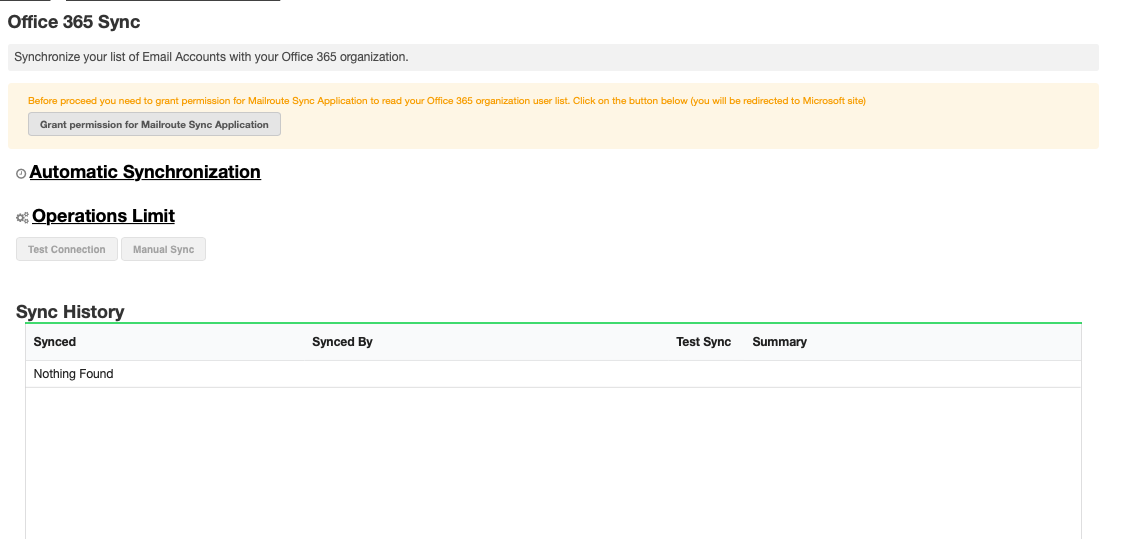 Office 365 Sync
Synchronize your list of Email Accounts with your Office 365 organization.
Before proceed you need to grant permission for Mailroute Sync Application to read your Office 365 organization user list. Click on the button below (you will be redirected to Microsoft site)
Grant permission for Mailroute Sync Application
Automatic Synchronization
Operations Limit
Test Connection Manual Sync
Sync History
Synced Synced By Test Sync Summary
Nothing Found